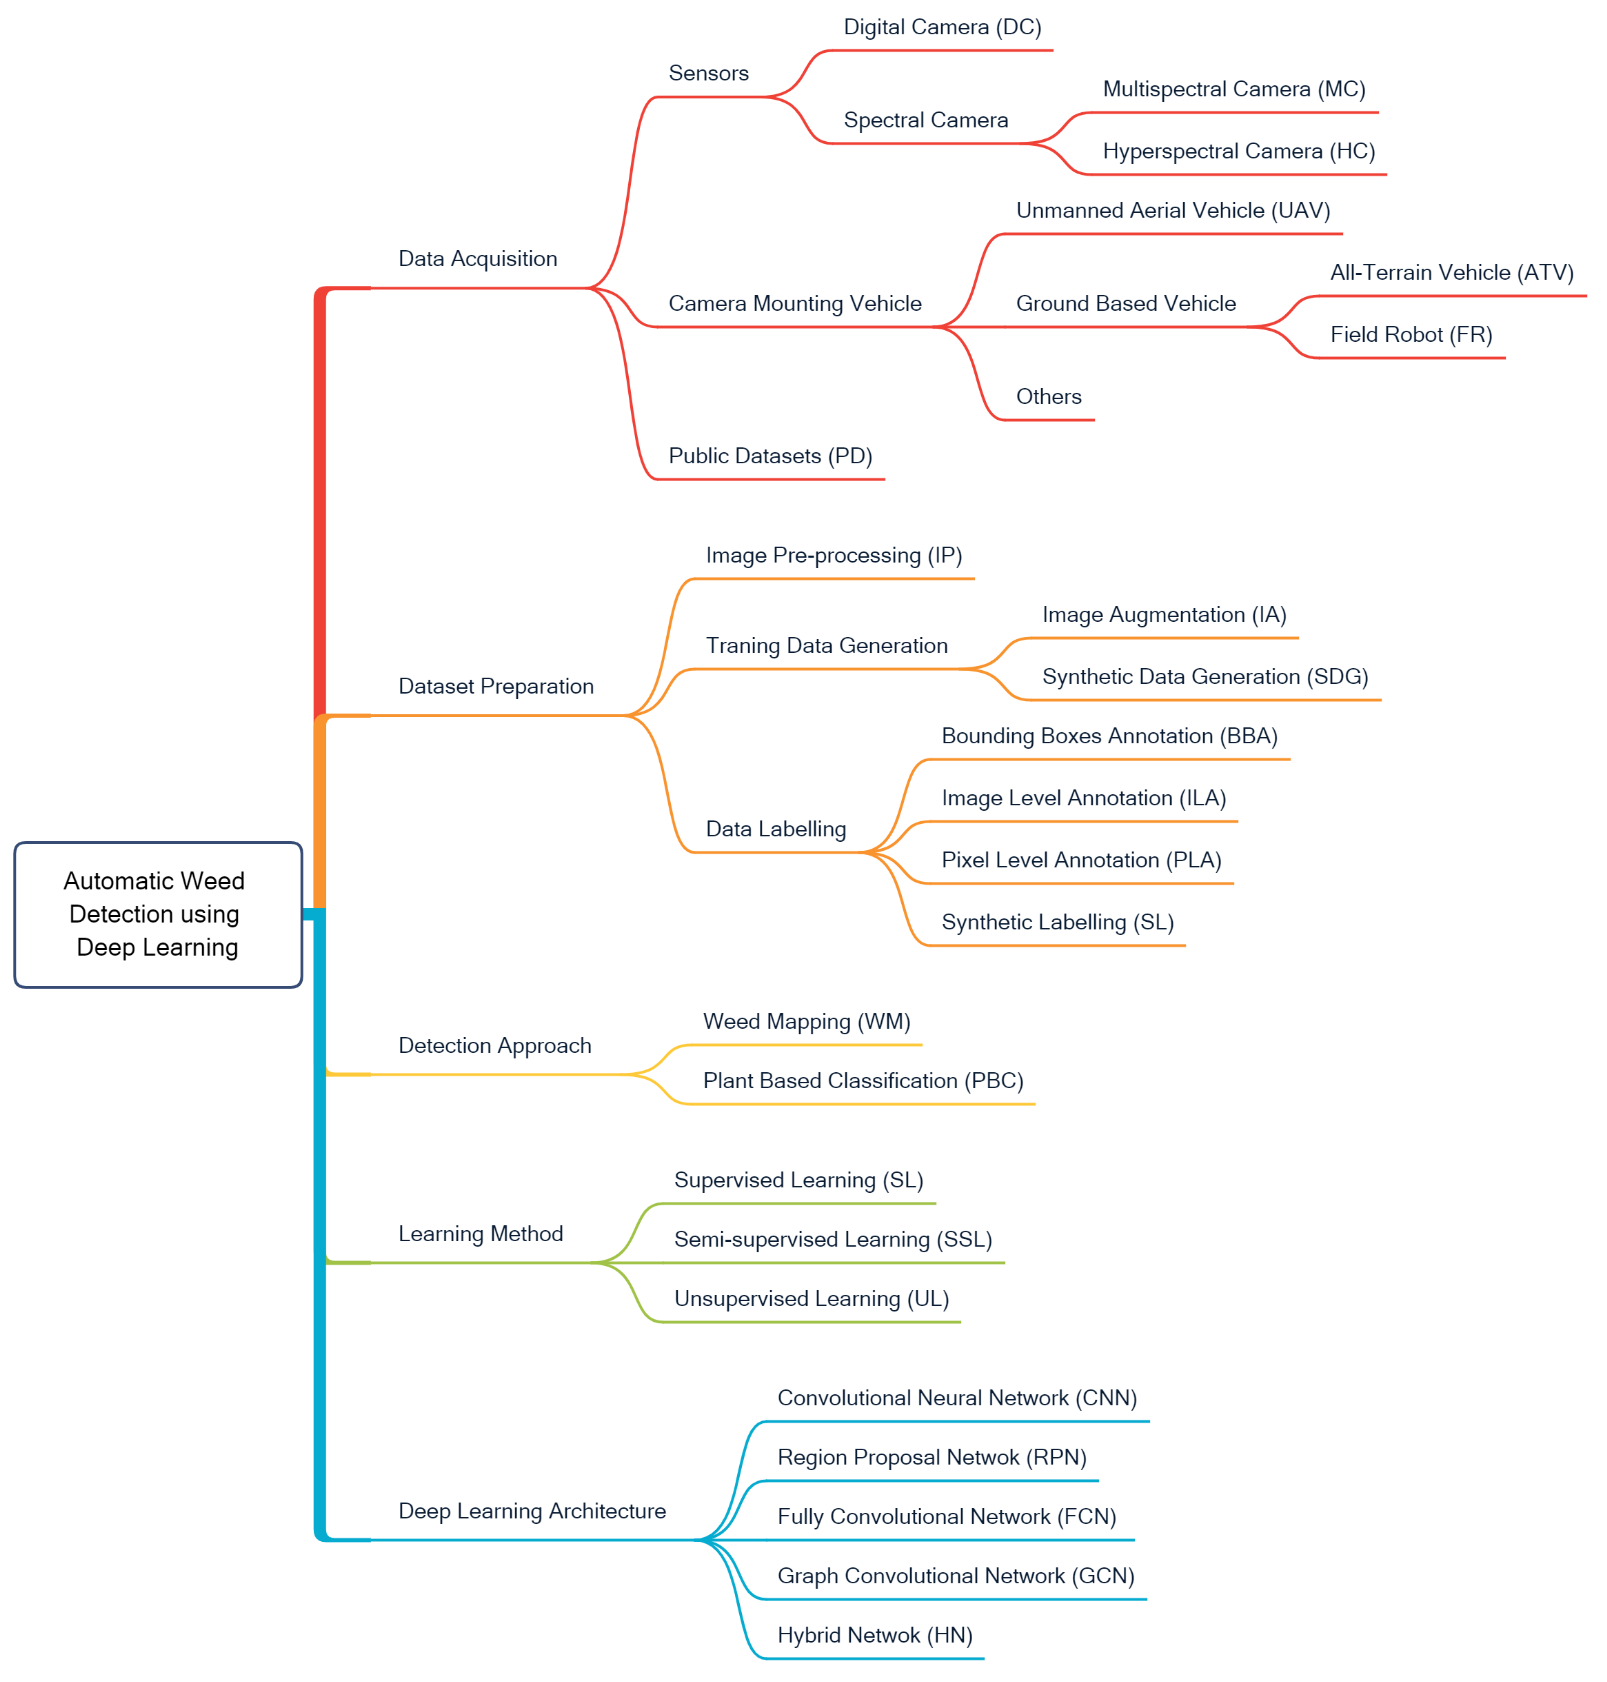 Digital Camera (DC)
Sensors
Multispectral Camera (MC)
Spectral Camera
Hyperspectral Camera (HC)
Unmanned Aerial Vehicle (UAV)
Data Acquisition
All-Terrain Vehicle (ATV)
Camera Mounting Vehicle
Ground Based Vehicle
Field Robot (FR)
Others
Public Datasets (PD)
Image Pre-processing (IP)
Image Augmentation (IA)
Traning Data Generation
Synthetic Data Generation (SDG)
Dataset Preparation
Bounding Boxes Annotation (BBA)
Image Level Annotation (ILA)
Data Labelling
Pixel Level Annotation (PLA)
Synthetic Labelling (SL)
Automatic Weed
Detection using
Deep Learning
Weed Mapping (WM)
Detection Approach
Plant Based Classification (PBC)
Supervised Learning (SL)
Learning Method
Semi-supervised Learning (SSL)
Unsupervised Learning (UL)
Convolutional Neural Network (CNN)
Region Proposal Netwok (RPN)
Deep Learning Architecture
Fully Convolutional Network (FCN)
Graph Convolutional Network (GCN)
Hybrid Netwok (HN)